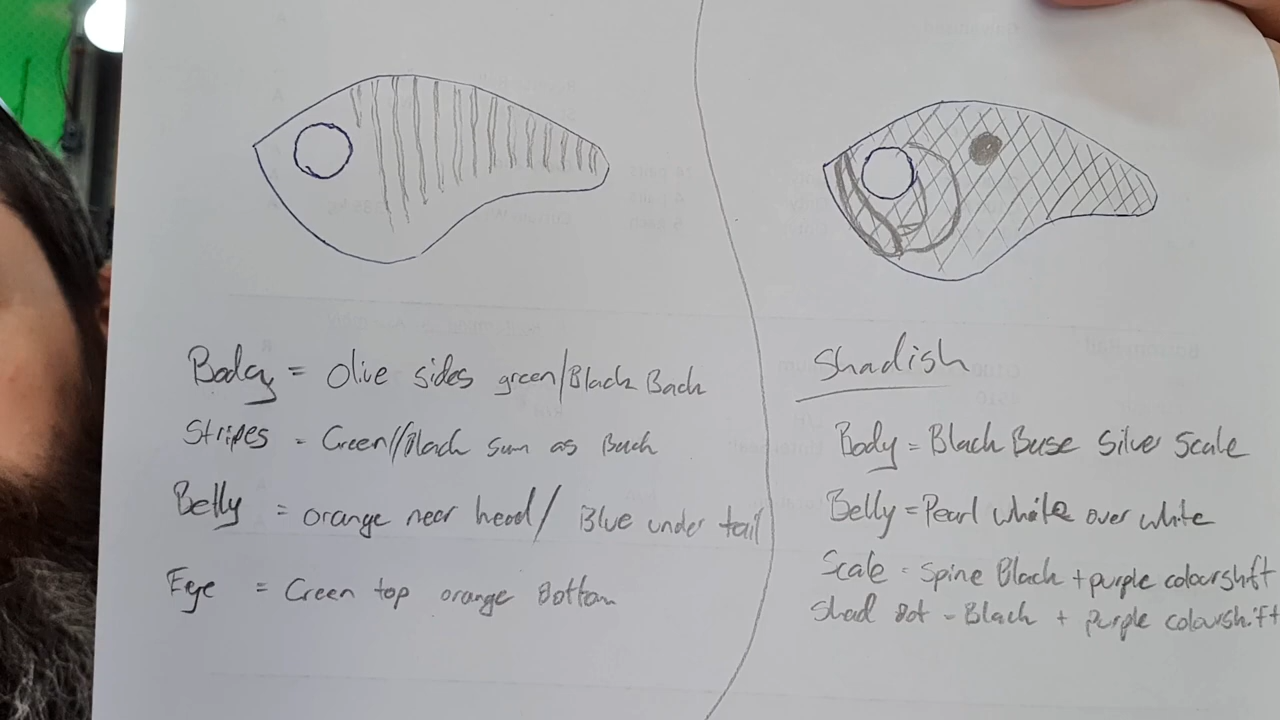 Body = Olive sides green/Black Back
Stripes = Green//Black sum as Back
Belly = orange near head/ Blue under tail
Eye = Green top orange Bottom
Shadish
Body = Black Base Silver Scale
Belly = Pearl white over white
Scale = Spine Black + purple colourshift
Shad Dot = Black + purple colourshift